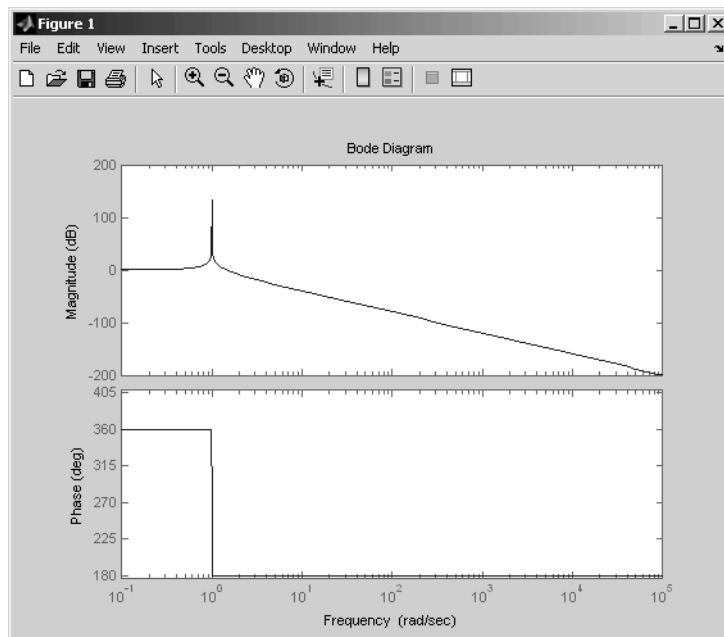 Figure 1
File Edit View Insert Tools Desktop Window Help
Bode Diagram
200
100
0
-100
-200
Magnitude (dB)
405
360
315
270
225
180
Phase (deg)
10^-1 10^0 10^1 10^2 10^3 10^4 10^5
Frequency (rad/sec)